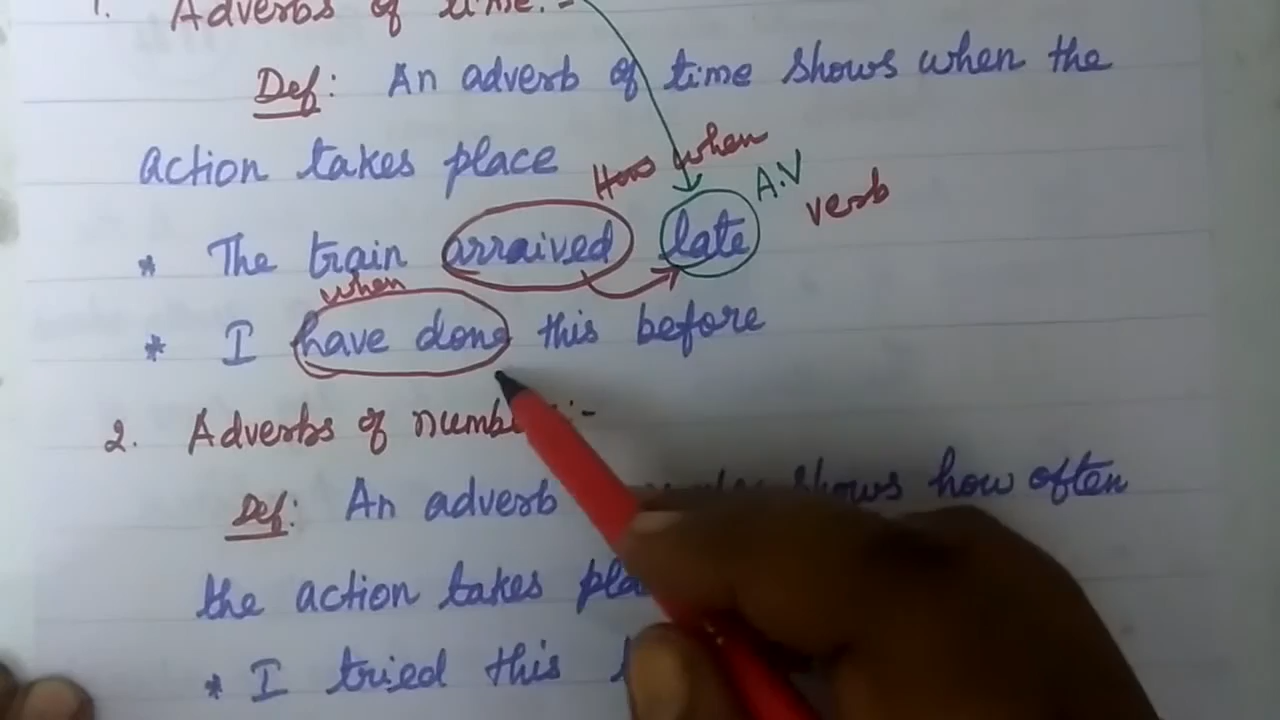 1. Adverbs of time:-
Def: An adverb of time shows when the
action takes place
How when
A.V
verb
* The train arraived late
when
* I have done this before
2. Adverbs of
Def: An adverb shows how often
the action takes
* I tried this